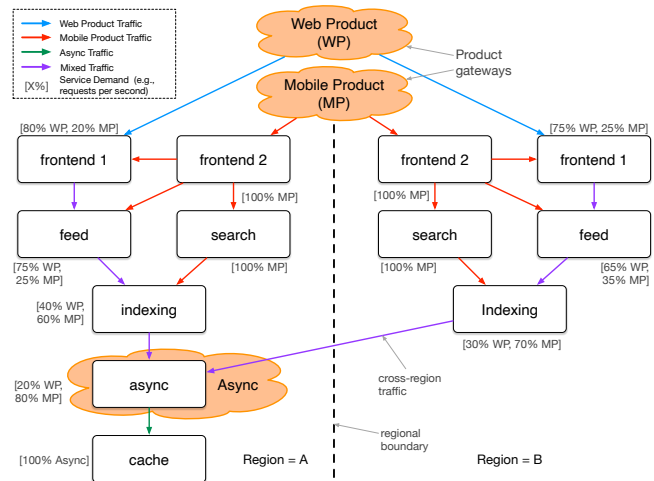 Web Product Traffic
Mobile Product Traffic
Async Traffic
Mixed Traffic
[X%]
Service Demand (e.g.,
requests per second)
Web Product
(WP)
Product
gateways
Mobile Product
(MP)
[80% WP, 20% MP]
[75% WP, 25% MP]
frontend 1
frontend 2
frontend 2
frontend 1
[100% MP]
[100% MP]
feed
search
search
feed
[75% WP,
25% MP]
[100% MP]
[100% MP]
[65% WP,
35% MP]
[40% WP,
60% MP]
indexing
Indexing
[30% WP, 70% MP]
[20% WP,
80% MP]
async
Async
cross-region
traffic
regional
boundary
[100% Async]
cache
Region = A
Region = B